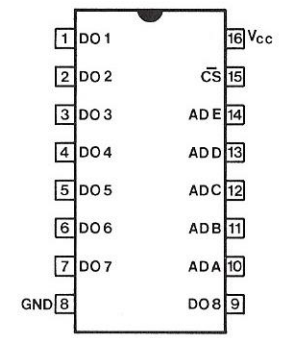 1 DO1 16 Vcc
2 DO2 C̅S̅ 15
3 DO3 ADE 14
4 DO4 ADD 13
5 DO5 ADC 12
6 DO6 ADB 11
7 DO7 ADA 10
GND 8 DO8 9